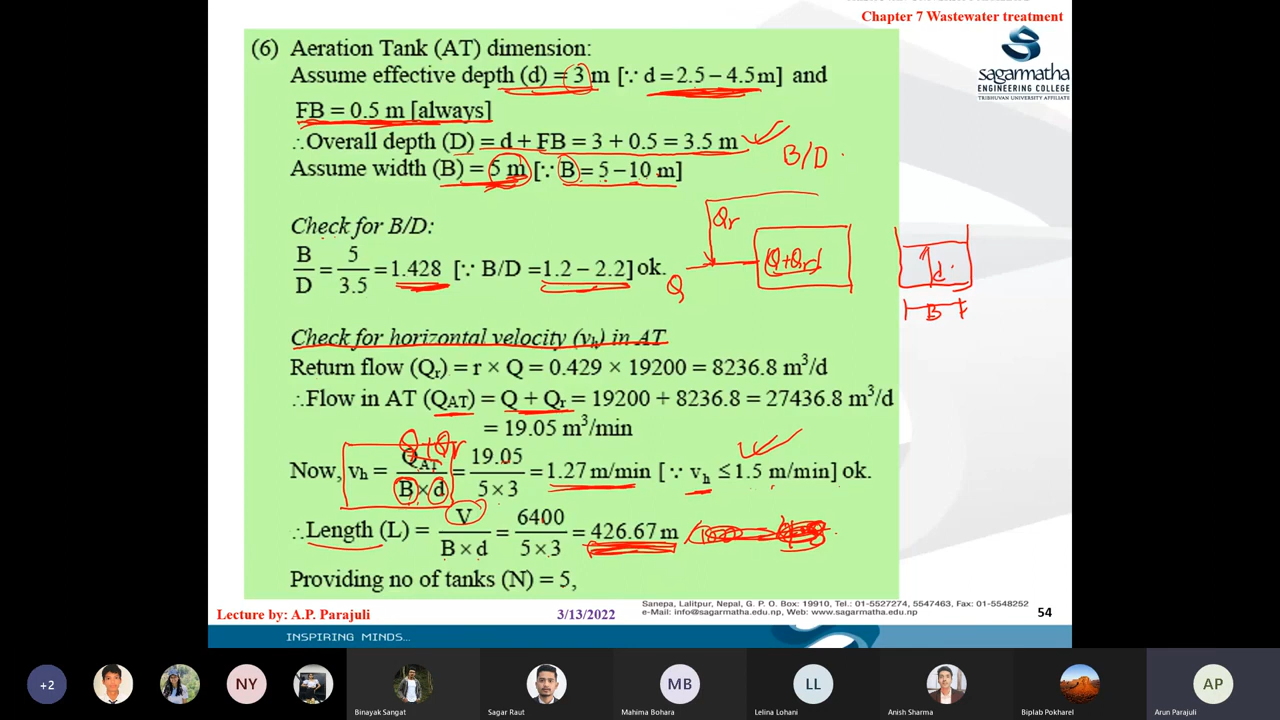 Chapter 7 Wastewater treatment
sagarmatha
ENGINEERING COLLEGE
TRIBHUVAN UNIVERSITY AFFILIATE
(6) Aeration Tank (AT) dimension:
Assume effective depth (d) = 3 m [∵ d = 2.5 – 4.5 m] and
FB = 0.5 m [always]
∴Overall depth (D) = d + FB = 3 + 0.5 = 3.5 m
B/D
Assume width (B) = 5 m [∵ B = 5 – 10 m]
Check for B/D:
B/D = 5/3.5 = 1.428 [∵ B/D = 1.2 – 2.2] ok.
Qr
Q+Qrd
Q
d
B
Check for horizontal velocity (vh) in AT
Return flow (Qr) = r × Q = 0.429 × 19200 = 8236.8 m³/d
∴Flow in AT (QAT) = Q + Qr = 19200 + 8236.8 = 27436.8 m³/d
= 19.05 m³/min
Q+Qr
Now, vh = QAT/(B × d) = 19.05/(5 × 3) = 1.27 m/min [∵ vh ≤ 1.5 m/min] ok.
∴Length (L) = V/(B × d) = 6400/(5 × 3) = 426.67 m
Providing no of tanks (N) = 5,
Lecture by: A.P. Parajuli
3/13/2022
Sanepa, Lalitpur, Nepal, G. P. O. Box: 19910, Tel.: 01-5527274, 5547463, Fax: 01-5548252
e-Mail: info@sagarmatha.edu.np, Web: www.sagarmatha.edu.np
54
INSPIRING MINDS...
+2
NY
MB
LL
AP
Binayak Sangat
Sagar Raut
Mahima Bohara
Lelina Lohani
Anish Sharma
Biplab Pokharel
Arun Parajuli